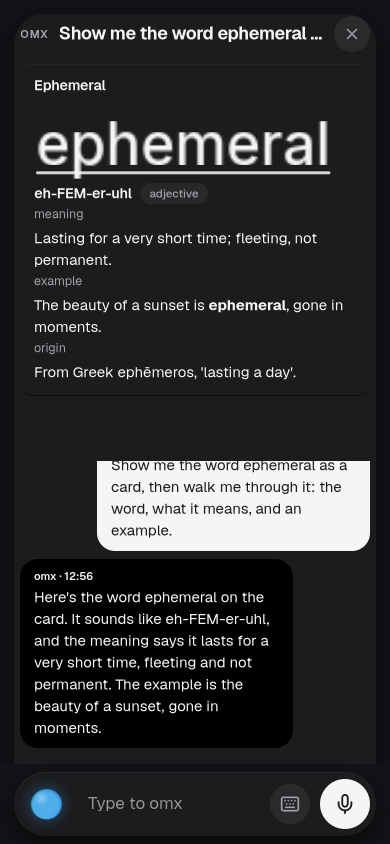 OMX Show me the word ephemeral ...
Ephemeral
ephemeral
eh-FEM-er-uhl adjective
meaning
Lasting for a very short time; fleeting, not
permanent.
example
The beauty of a sunset is ephemeral, gone in
moments.
origin
From Greek ephēmeros, 'lasting a day'.
Show me the word ephemeral as a
card, then walk me through it: the
word, what it means, and an
example.
omx · 12:56
Here's the word ephemeral on the
card. It sounds like eh-FEM-er-uhl,
and the meaning says it lasts for a
very short time, fleeting and not
permanent. The example is the
beauty of a sunset, gone in
moments.
Type to omx